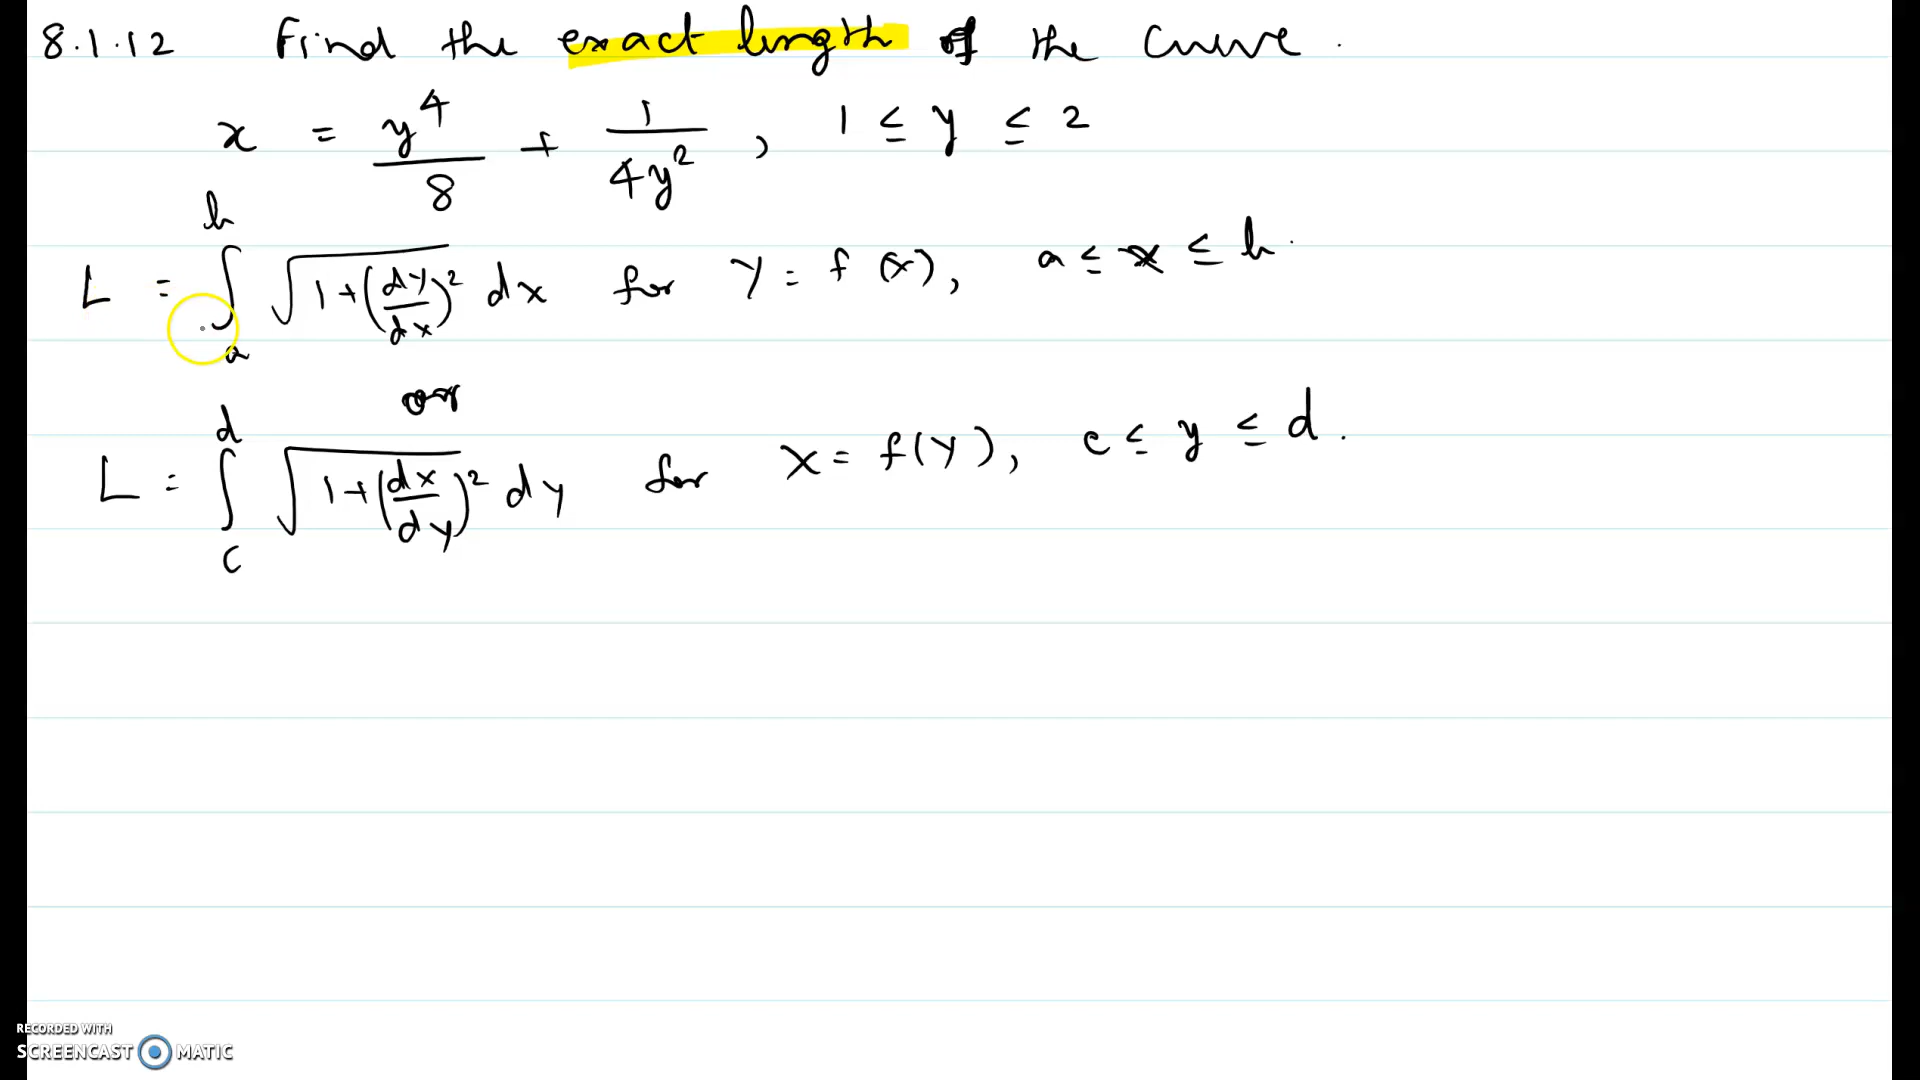 8.1.12 Find the exact length of the curve.
x = y^4/8 + 1/4y^2 , 1 ≤ y ≤ 2
L = ∫_a^b √(1+(dy/dx)^2) dx for y = f(x), a ≤ x ≤ b.
or
L = ∫_c^d √(1+(dx/dy)^2) dy for x = f(y), c ≤ y ≤ d.
RECORDED WITH
SCREENCAST MATIC